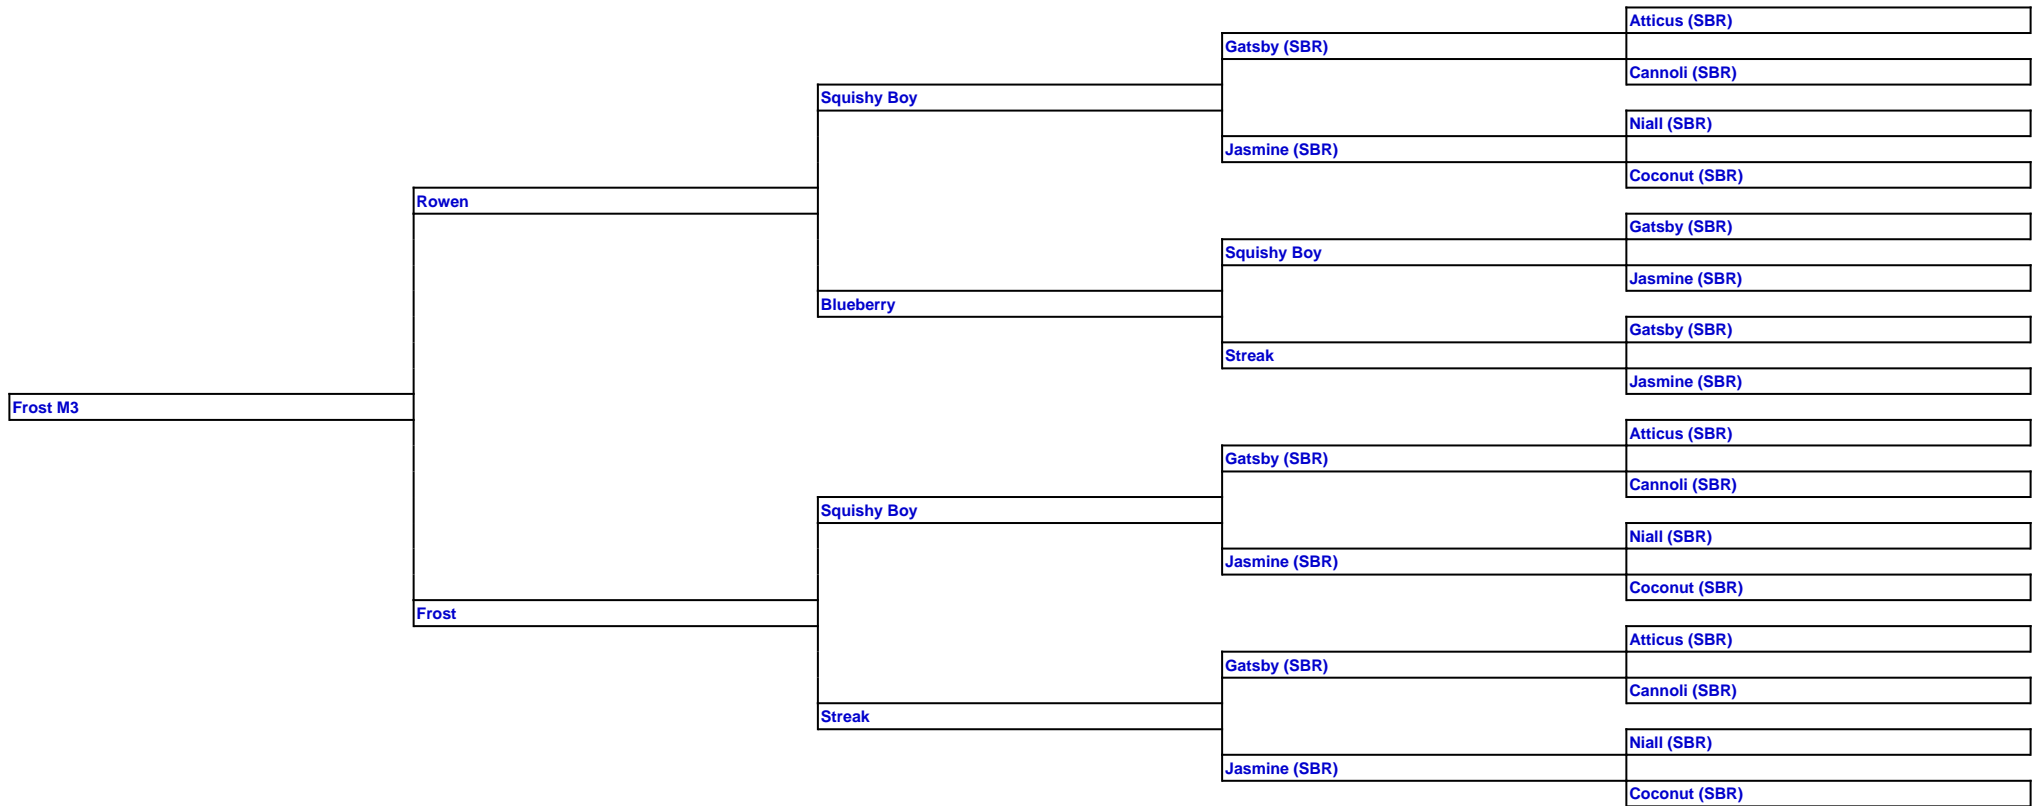 Atticus (SBR)
Gatsby (SBR)
Cannoli (SBR)
Squishy Boy
Niall (SBR)
Jasmine (SBR)
Coconut (SBR)
Rowen
Gatsby (SBR)
Squishy Boy
Jasmine (SBR)
Blueberry
Gatsby (SBR)
Streak
Jasmine (SBR)
Frost M3
Atticus (SBR)
Gatsby (SBR)
Cannoli (SBR)
Squishy Boy
Niall (SBR)
Jasmine (SBR)
Coconut (SBR)
Frost
Atticus (SBR)
Gatsby (SBR)
Cannoli (SBR)
Streak
Niall (SBR)
Jasmine (SBR)
Coconut (SBR)